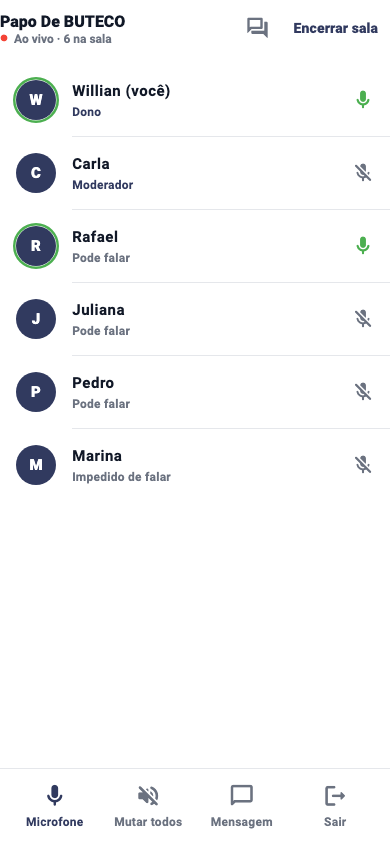 Papo De BUTECO
Ao vivo · 6 na sala
Encerrar sala
W
Willian (você)
Dono
C
Carla
Moderador
R
Rafael
Pode falar
J
Juliana
Pode falar
P
Pedro
Pode falar
M
Marina
Impedido de falar
Microfone
Mutar todos
Mensagem
Sair